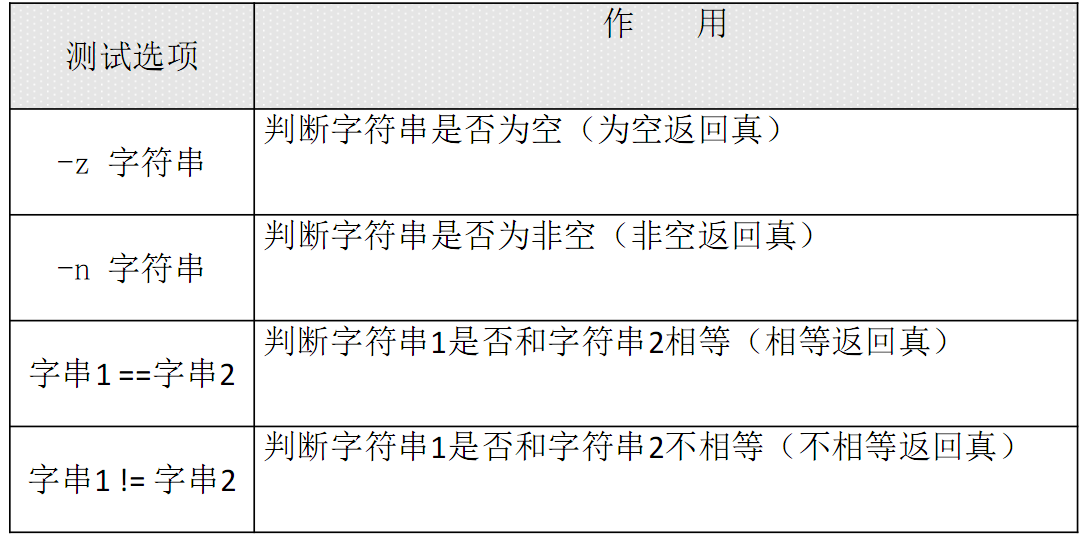 测试选项
作 用
-z 字符串
判断字符串是否为空（为空返回真）
-n 字符串
判断字符串是否为非空（非空返回真）
字串1 ==字串2
判断字符串1是否和字符串2相等（相等返回真）
字串1 != 字串2
判断字符串1是否和字符串2不相等（不相等返回真）